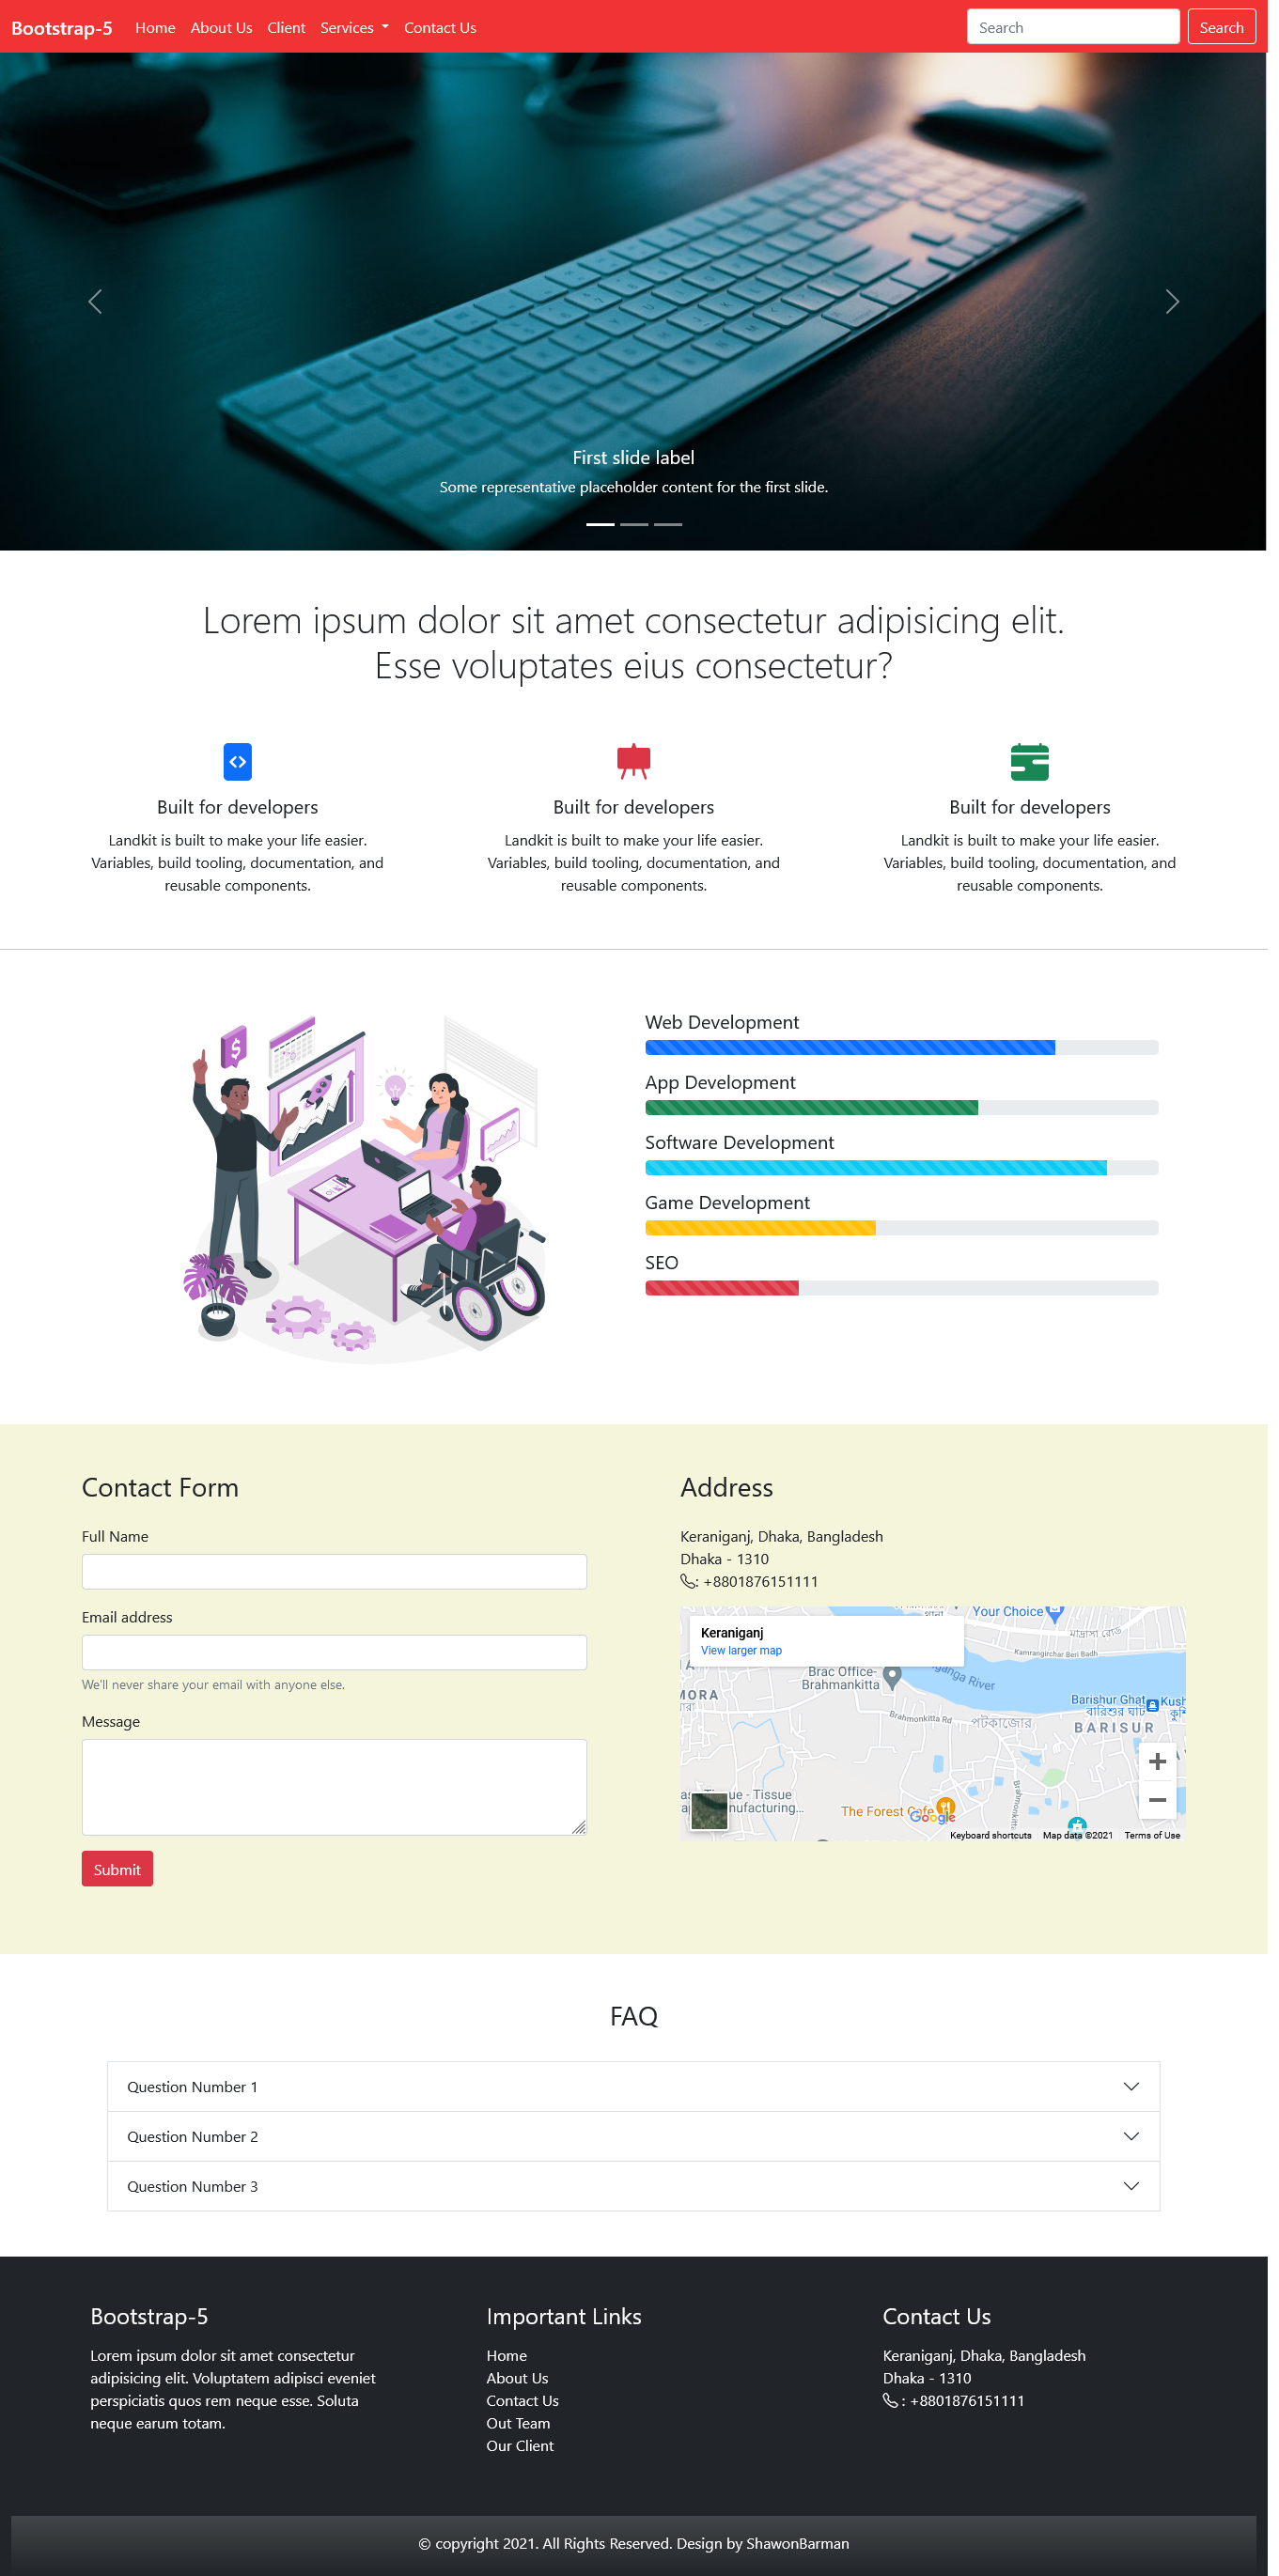 Bootstrap-5 Home About Us Client Services Contact Us Search Search
First slide label
Some representative placeholder content for the first slide.
Lorem ipsum dolor sit amet consectetur adipisicing elit.
Esse voluptates eius consectetur?
Built for developers
Landkit is built to make your life easier.
Variables, build tooling, documentation, and
reusable components.
Built for developers
Landkit is built to make your life easier.
Variables, build tooling, documentation, and
reusable components.
Built for developers
Landkit is built to make your life easier.
Variables, build tooling, documentation, and
reusable components.
Web Development
App Development
Software Development
Game Development
SEO
Contact Form
Full Name
Email address
We'll never share your email with anyone else.
Message
Submit
Address
Keraniganj, Dhaka, Bangladesh
Dhaka - 1310
: +8801876151111
Your Choice
Keraniganj
View larger map
মাদ্রাসা রোড
Kamrangirchar Beri Badh
Brac Office-
Brahmankitta
River
Barishur Ghat
বারিশুর ঘাট
Brahmonkitta Rd
পটকাজোর
BARISUR
Brahmonkitta
Tissue - Tissue
The Forest Cafe
Google
Keyboard shortcuts Map data ©2021 Terms of Use
FAQ
Question Number 1
Question Number 2
Question Number 3
Bootstrap-5
Lorem ipsum dolor sit amet consectetur
adipisicing elit. Voluptatem adipisci eveniet
perspiciatis quos rem neque esse. Soluta
neque earum totam.
Important Links
Home
About Us
Contact Us
Out Team
Our Client
Contact Us
Keraniganj, Dhaka, Bangladesh
Dhaka - 1310
: +8801876151111
© copyright 2021. All Rights Reserved. Design by ShawonBarman